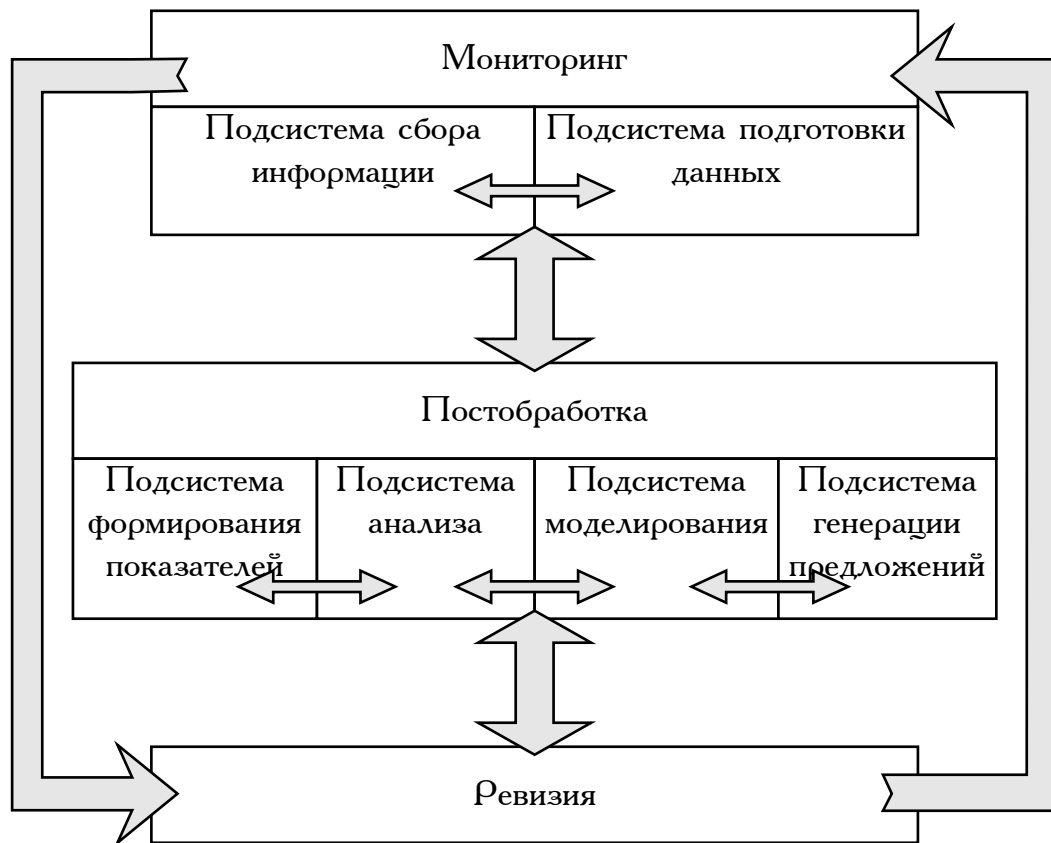 Мониторинг
Подсистема сбора
информации
Подсистема подготовки
данных
Постобработка
Подсистема
формирования
показателей
Подсистема
анализа
Подсистема
моделирования
Подсистема
генерации
предложений
Ревизия